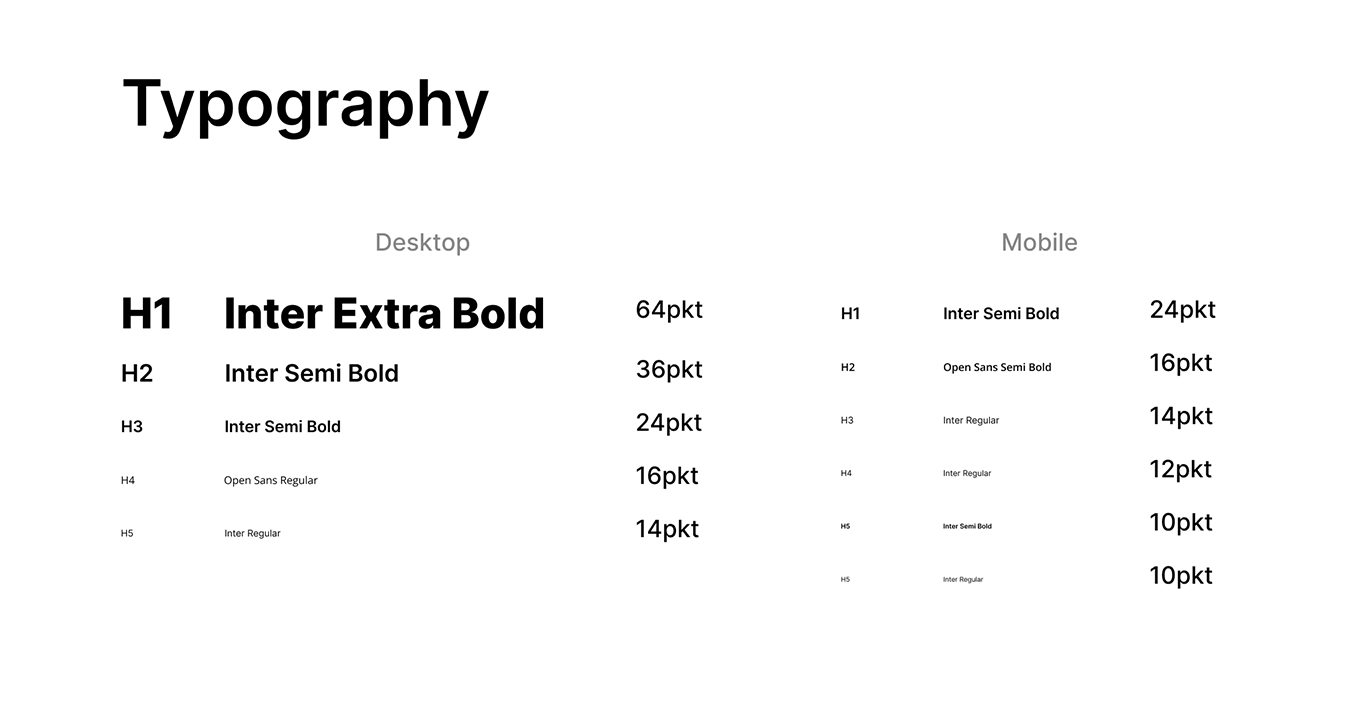 Typography
Desktop
H1 Inter Extra Bold 64pkt
H2 Inter Semi Bold 36pkt
H3 Inter Semi Bold 24pkt
H4 Open Sans Regular 16pkt
H5 Inter Regular 14pkt
Mobile
H1 Inter Semi Bold 24pkt
H2 Open Sans Semi Bold 16pkt
H3 Inter Regular 14pkt
H4 Inter Regular 12pkt
H5 Inter Semi Bold 10pkt
H5 Inter Regular 10pkt